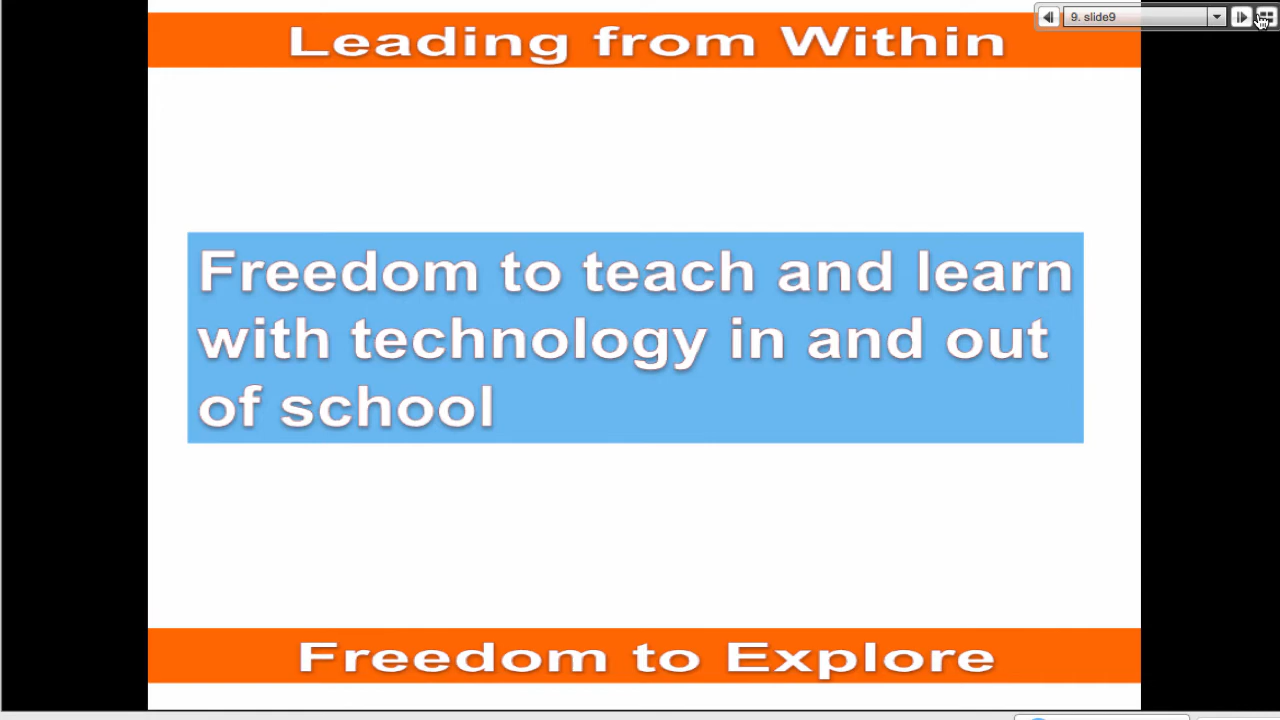 9. slide9
Leading from Within
Freedom to teach and learn
with technology in and out
of school
Freedom to Explore